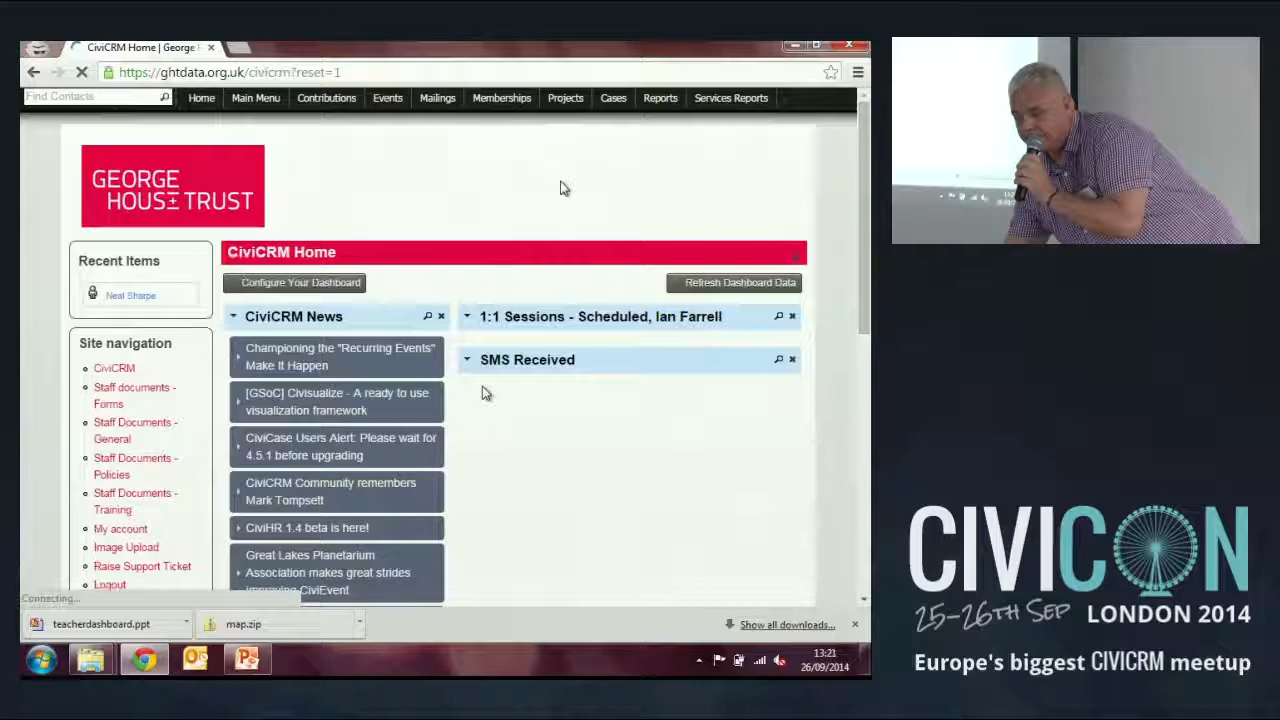 CiviCRM Home | George H
https://ghtdata.org.uk/civicrm?reset=1
Find Contacts
Home Main Menu Contributions Events Mailings Memberships Projects Cases Reports Services Reports
GEORGE
HOUSE TRUST
Recent Items
Neal Sharpe
Site navigation
CiviCRM
Staff documents -
Forms
Staff Documents -
General
Staff Documents -
Policies
Staff Documents -
Training
My account
Image Upload
Raise Support Ticket
Logout
CiviCRM Home
Configure Your Dashboard
Refresh Dashboard Data
CiviCRM News
Championing the "Recurring Events"
Make It Happen
[GSoC] Civisualize - A ready to use
visualization framework
CiviCase Users Alert: Please wait for
4.5.1 before upgrading
CiviCRM Community remembers
Mark Tompsett
CiviHR 1.4 beta is here!
Great Lakes Planetarium
Association makes great strides
improving CiviEvent
1:1 Sessions - Scheduled, Ian Farrell
SMS Received
Connecting...
teacherdashboard.ppt
map.zip
Show all downloads...
13:21
26/09/2014
CIVICON
25-26TH SEP LONDON 2014
Europe's biggest CIVICRM meetup